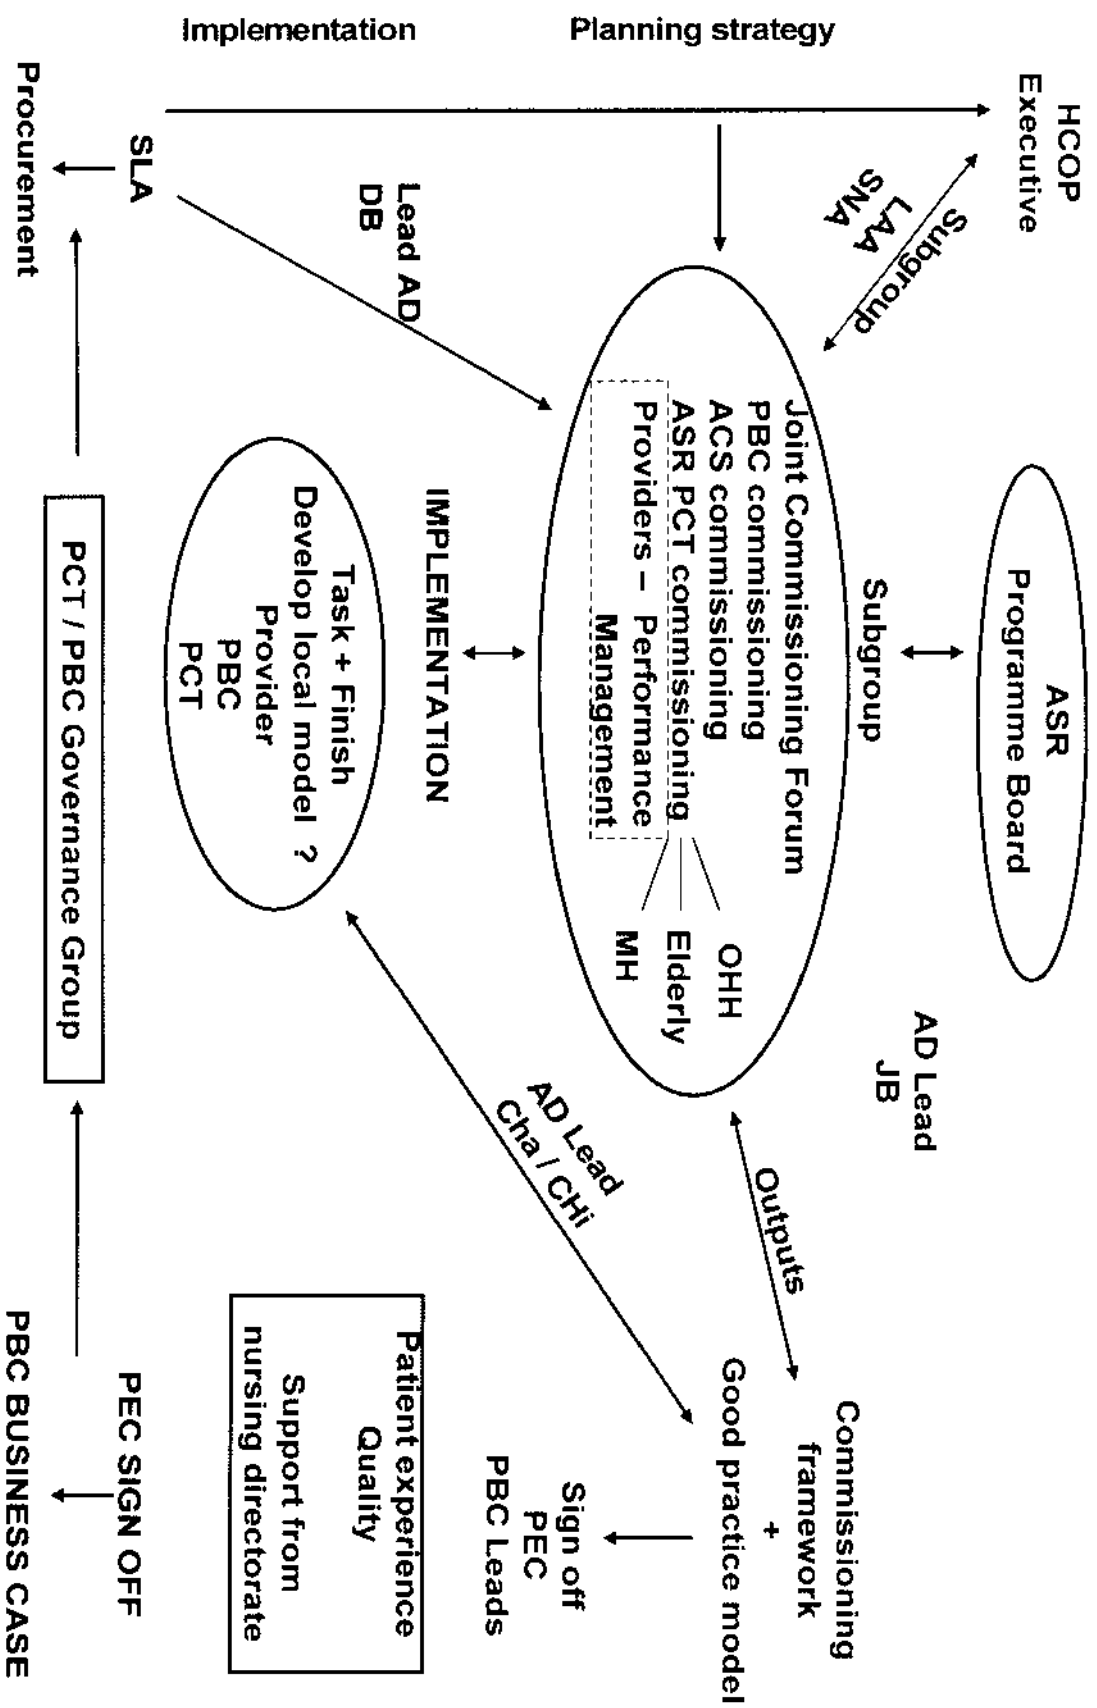 Planning strategy
Implementation
HCOP
Executive
Subgroup
LAA
SNA
ASR
Programme Board
Subgroup
AD Lead
JB
Joint Commissioning Forum
PBC commissioning
ACS commissioning
ASR PCT commissioning
Providers – Performance
Management
OHH
Elderly
MH
Outputs
Commissioning
framework
+
Good practice model
Sign off
PEC
PBC Leads
Lead AD
DB
IMPLEMENTATION
Task + Finish
Develop local model ?
Provider
PBC
PCT
AD Lead
Cha / CHi
Patient experience
Quality
Support from
nursing directorate
SLA
Procurement
PCT / PBC Governance Group
PEC SIGN OFF
PBC BUSINESS CASE